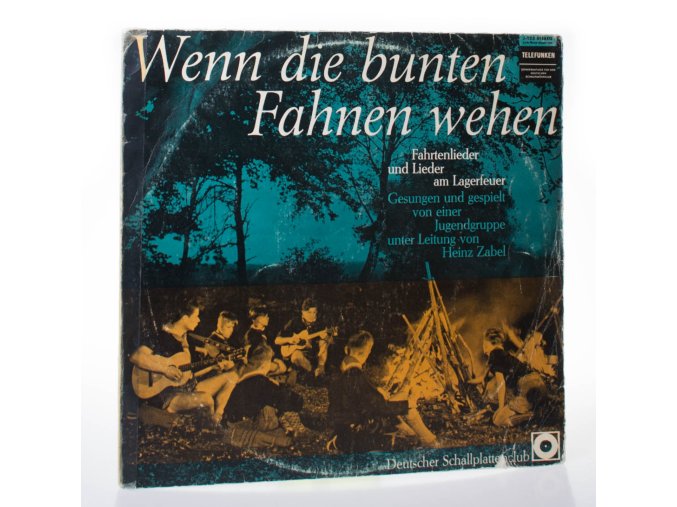 Wenn die bunten
Fahnen wehen
TELEFUNKEN
Fahrtenlieder
und Lieder
am Lagerfeuer
Gesungen und gespielt
von einer
Jugendgruppe
unter Leitung von
Heinz Zabel
Deutscher Schallplattenclub